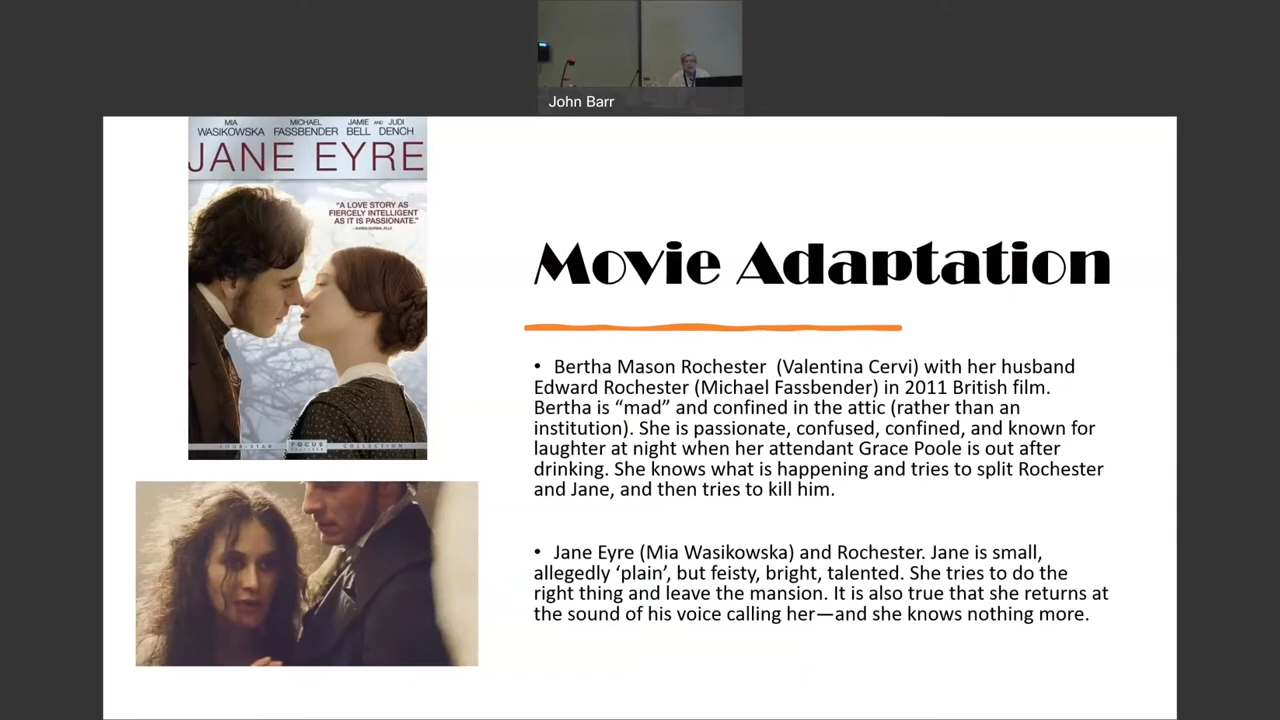 John Barr
MIA MICHAEL JAMIE AND JUDI
WASIKOWSKA FASSBENDER BELL DENCH
JANE EYRE
"A LOVE STORY AS
FIERCELY INTELLIGENT
AS IT IS PASSIONATE."
FOUR-STAR FOCUS FEATURES COLLECTION
Movie Adaptation
• Bertha Mason Rochester (Valentina Cervi) with her husband
Edward Rochester (Michael Fassbender) in 2011 British film.
Bertha is “mad” and confined in the attic (rather than an
institution). She is passionate, confused, confined, and known for
laughter at night when her attendant Grace Poole is out after
drinking. She knows what is happening and tries to split Rochester
and Jane, and then tries to kill him.
• Jane Eyre (Mia Wasikowska) and Rochester. Jane is small,
allegedly ‘plain’, but feisty, bright, talented. She tries to do the
right thing and leave the mansion. It is also true that she returns at
the sound of his voice calling her—and she knows nothing more.